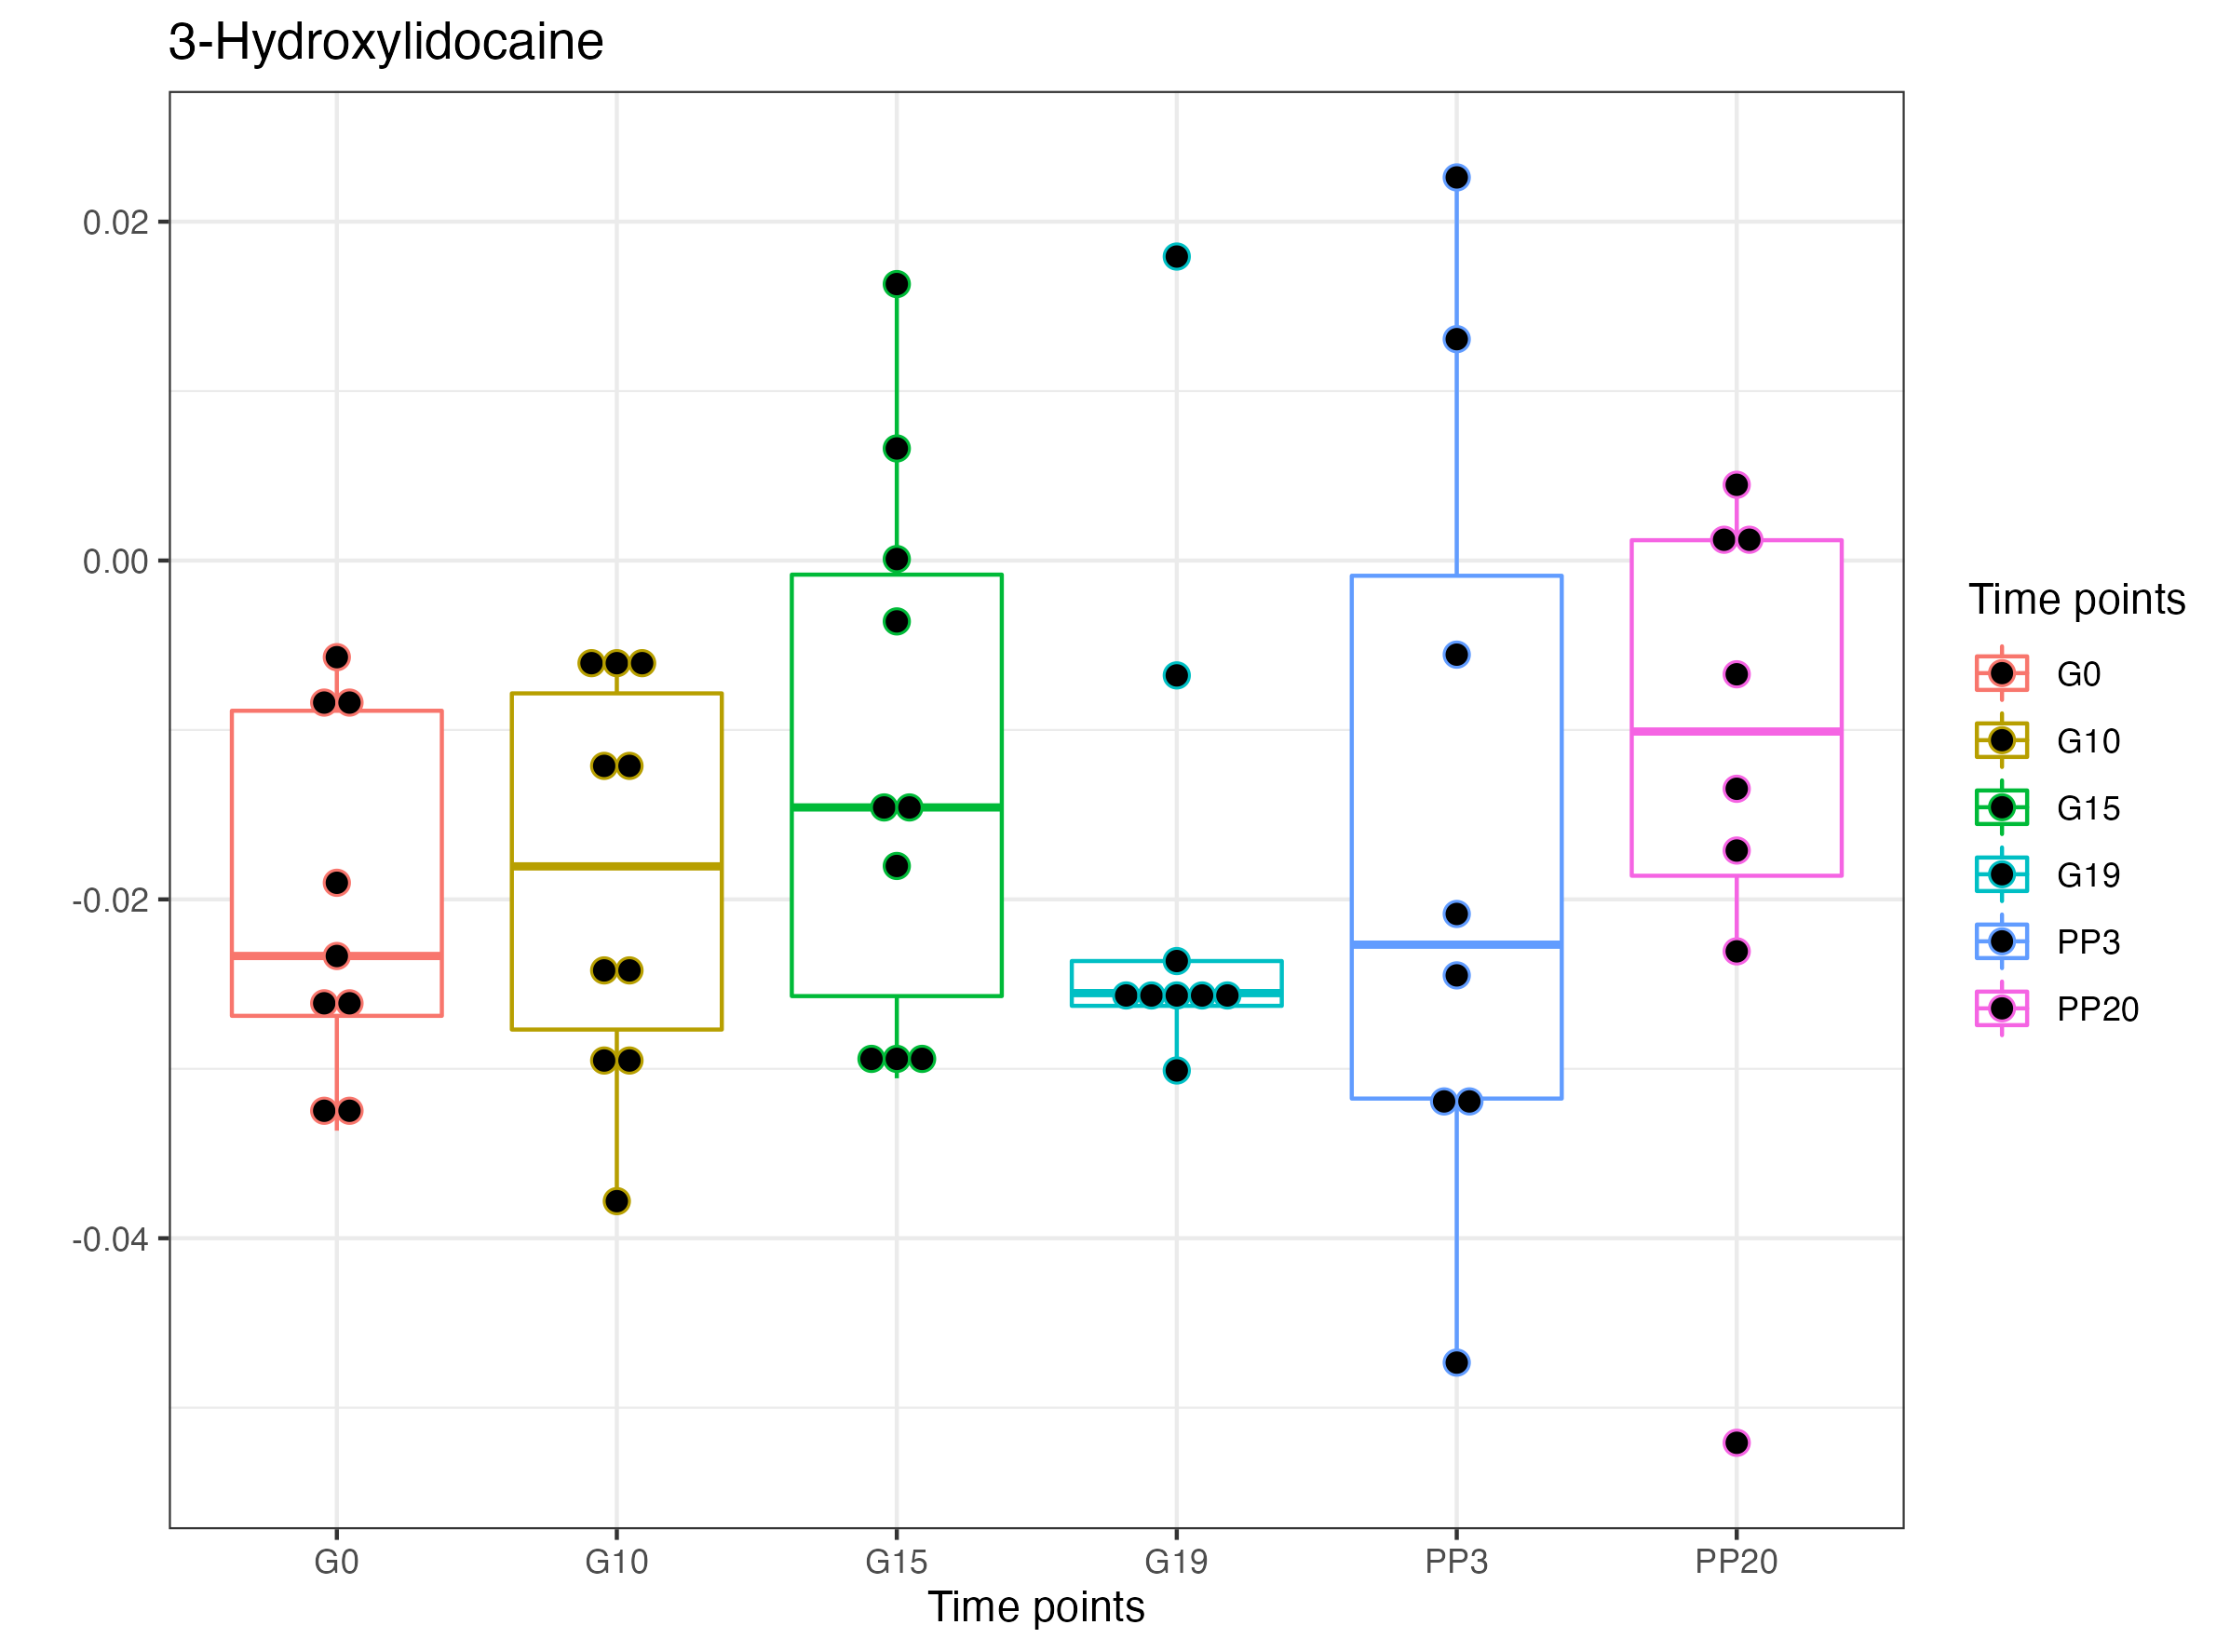 3-Hydroxylidocaine
0.02
0.00
-0.02
-0.04
G0 G10 G15 G19 PP3 PP20
Time points
Time points
G0
G10
G15
G19
PP3
PP20